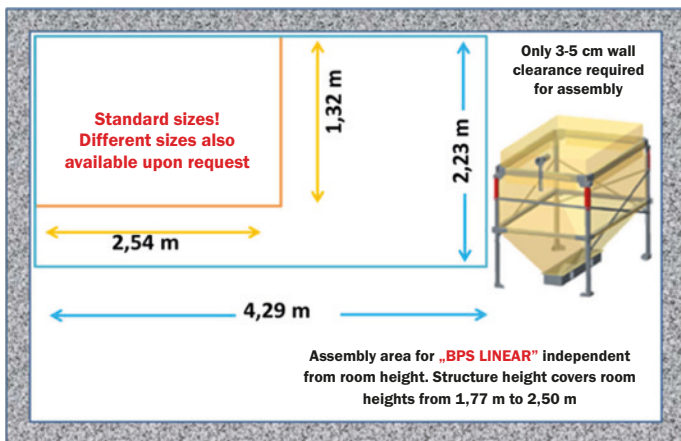 Only 3-5 cm wall
clearance required
for assembly
Standard sizes!
Different sizes also
available upon request
1,32 m
2,23 m
2,54 m
4,29 m
Assembly area for „BPS LINEAR” independent
from room height. Structure height covers room
heights from 1,77 m to 2,50 m